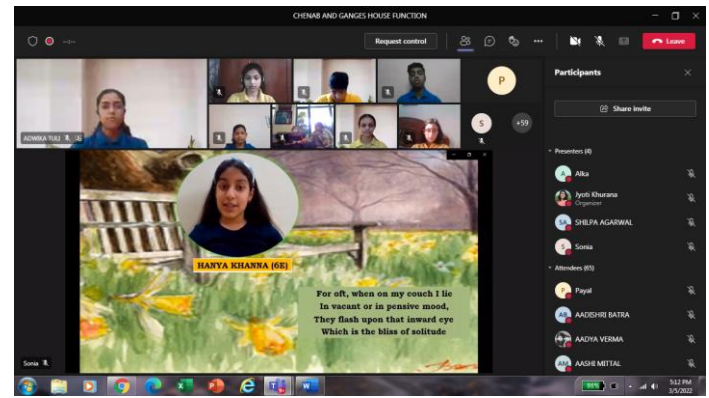 CHENAB AND GANGES HOUSE FUNCTION
--:--
Request control
Leave
Participants
Share invite
P
S
+59
Presenters (4)
A
Alka
Jyoti Khurana
Organizer
SA
SHILPA AGARWAL
S
Sonia
Attendees (65)
P
Payal
AB
AADISHRI BATRA
AADYA VERMA
AM
AASHI MITTAL
HANYA KHANNA (6E)
For oft, when on my couch I lie
In vacant or in pensive mood,
They flash upon that inward eye
Which is the bliss of solitude
Sonia
5:12 PM
3/5/2022